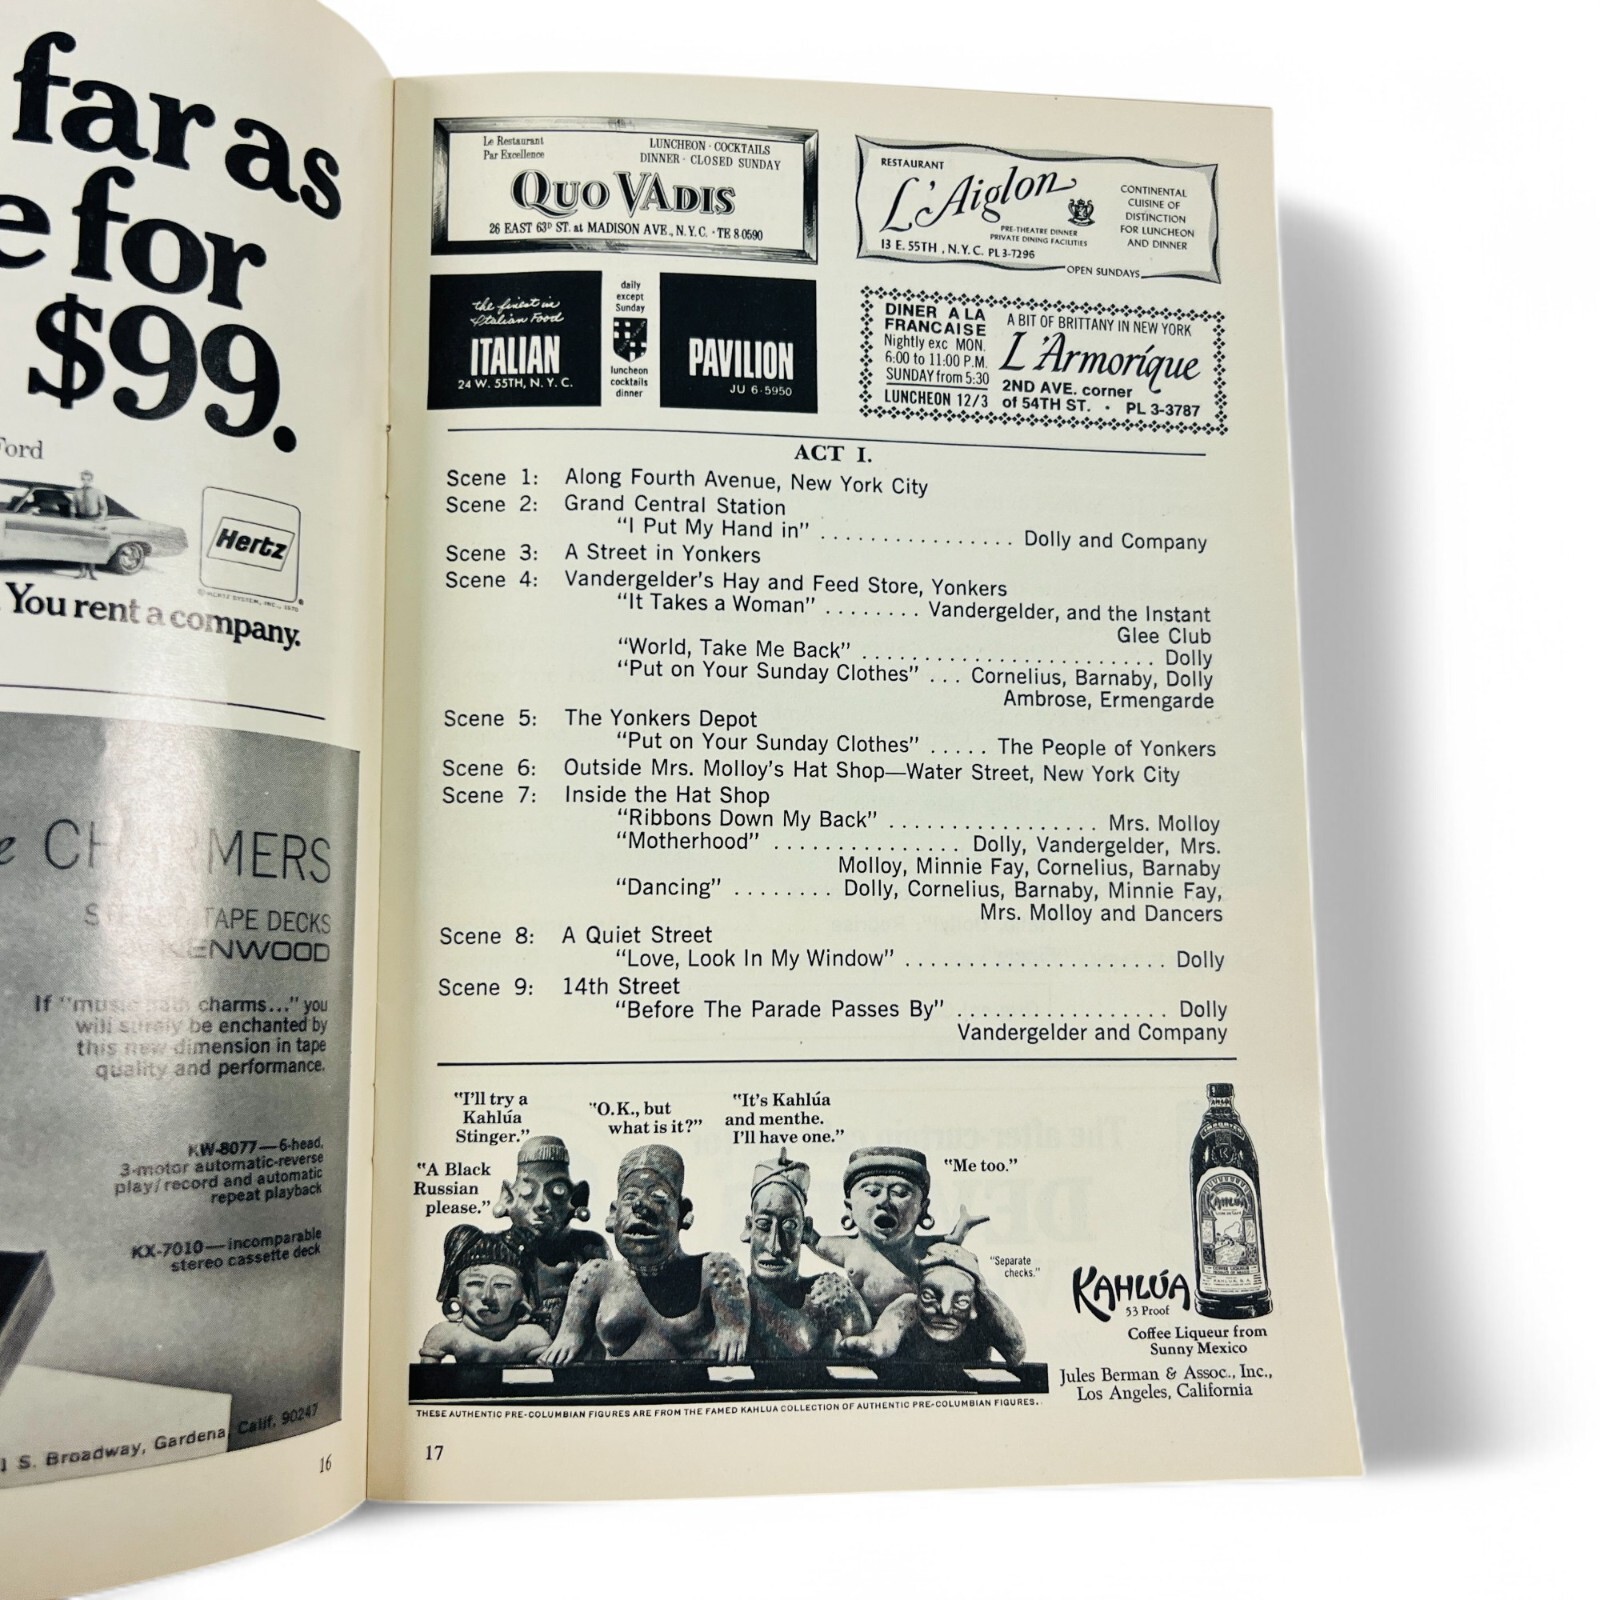 far as
e for
$99.
Ford
Hertz
© HERTZ SYSTEM, INC., 1970
. You rent a company.
e CHARMERS
STEREO TAPE DECKS
KENWOOD
If "music hath charms..." you
will surely be enchanted by
this new dimension in tape
quality and performance.
KW-8077—6-head,
3-motor automatic-reverse
play/record and automatic
repeat playback
KX-7010—incomparable
stereo cassette deck
S. Broadway, Gardena, Calif. 90247
16
Le Restaurant
Par Excellence
LUNCHEON · COCKTAILS
DINNER · CLOSED SUNDAY
QUO VADIS
26 EAST 63D ST. at MADISON AVE., N.Y.C. · TE 8-0590
RESTAURANT
L'Aiglon
CONTINENTAL
CUISINE OF
DISTINCTION
FOR LUNCHEON
AND DINNER
PRE-THEATRE DINNER
PRIVATE DINING FACILITIES
13 E. 55TH, N.Y.C. PL 3-7296
OPEN SUNDAYS
the finest in
Italian Food
ITALIAN
24 W. 55TH, N.Y.C.
daily
except
Sunday
luncheon
cocktails
dinner
PAVILION
JU 6-5950
DINER A LA
FRANCAISE
Nightly exc MON.
6:00 to 11:00 P.M.
SUNDAY from 5:30
LUNCHEON 12/3
A BIT OF BRITTANY IN NEW YORK
L'Armorique
2ND AVE. corner
of 54TH ST. · PL 3-3787
ACT I.
Scene 1: Along Fourth Avenue, New York City
Scene 2: Grand Central Station
"I Put My Hand in" ................ Dolly and Company
Scene 3: A Street in Yonkers
Scene 4: Vandergelder's Hay and Feed Store, Yonkers
"It Takes a Woman" ........ Vandergelder, and the Instant
Glee Club
"World, Take Me Back" ......................... Dolly
"Put on Your Sunday Clothes" ... Cornelius, Barnaby, Dolly
Ambrose, Ermengarde
Scene 5: The Yonkers Depot
"Put on Your Sunday Clothes" ..... The People of Yonkers
Scene 6: Outside Mrs. Molloy's Hat Shop—Water Street, New York City
Scene 7: Inside the Hat Shop
"Ribbons Down My Back" .................. Mrs. Molloy
"Motherhood" ............... Dolly, Vandergelder, Mrs.
Molloy, Minnie Fay, Cornelius, Barnaby
"Dancing" ........ Dolly, Cornelius, Barnaby, Minnie Fay,
Mrs. Molloy and Dancers
Scene 8: A Quiet Street
"Love, Look In My Window" ...................... Dolly
Scene 9: 14th Street
"Before The Parade Passes By" .................. Dolly
Vandergelder and Company
"I'll try a
Kahlúa
Stinger."
"O.K., but
what is it?"
"It's Kahlúa
and menthe.
I'll have one."
"A Black
Russian
please."
"Me too."
"Separate
checks."
KAHLÚA
KAHLÚA
53 Proof
Coffee Liqueur from
Sunny Mexico
Jules Berman & Assoc., Inc.,
Los Angeles, California
THESE AUTHENTIC PRE-COLUMBIAN FIGURES ARE FROM THE FAMED KAHLUA COLLECTION OF AUTHENTIC PRE-COLUMBIAN FIGURES.
17